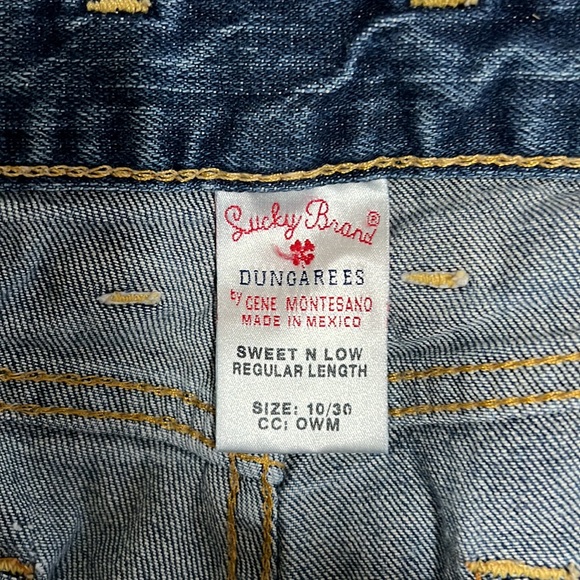 Lucky Brand®
DUNGAREES
by GENE MONTESANO
MADE IN MEXICO
SWEET N LOW
REGULAR LENGTH
SIZE: 10/30
CC: OWM